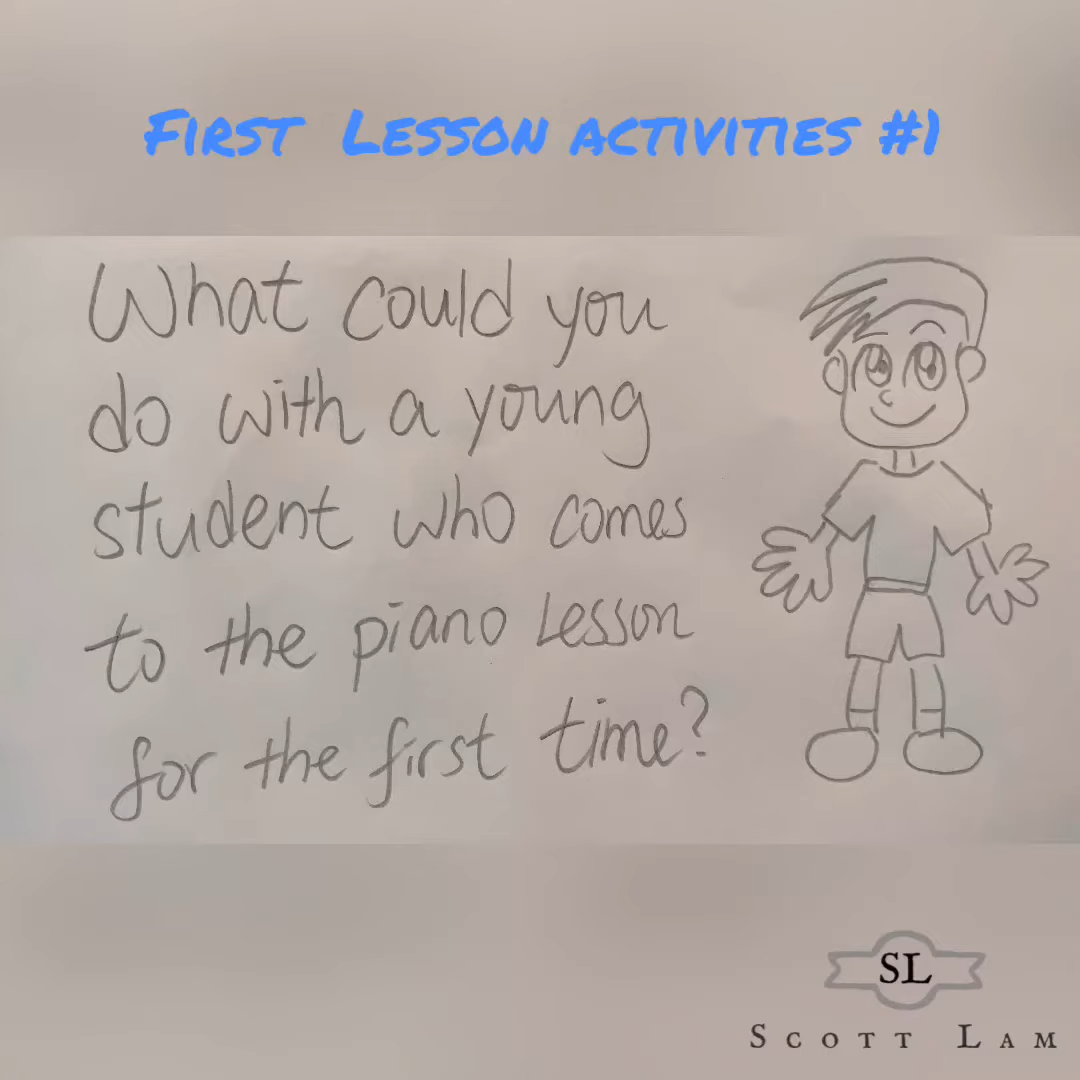 First Lesson activities #1
What could you
do with a young
student who comes
to the piano Lesson
for the first time?
SL
Scott Lam